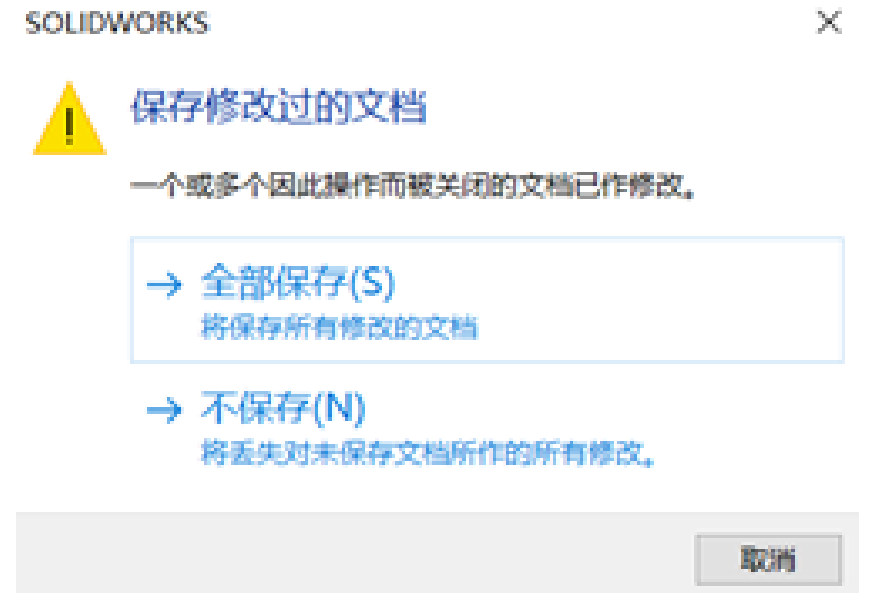 SOLIDWORKS
保存修改过的文档
一个或多个因此操作而被关闭的文档已作修改。
全部保存(S)
将保存所有修改的文档
不保存(N)
将丢失对未保存文档所作的所有修改。
取消